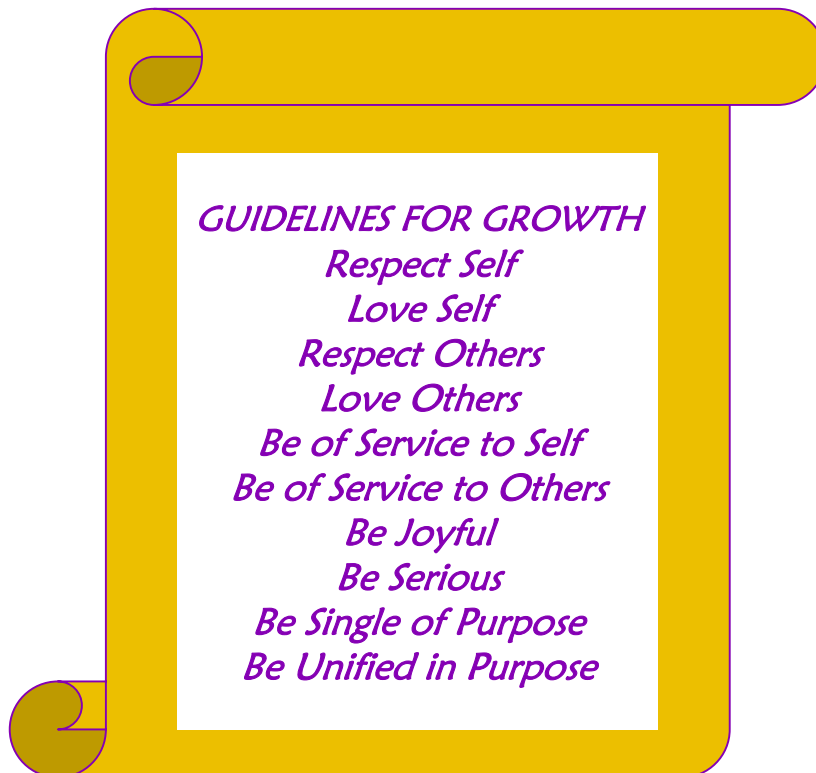 GUIDELINES FOR GROWTH
Respect Self
Love Self
Respect Others
Love Others
Be of Service to Self
Be of Service to Others
Be Joyful
Be Serious
Be Single of Purpose
Be Unified in Purpose